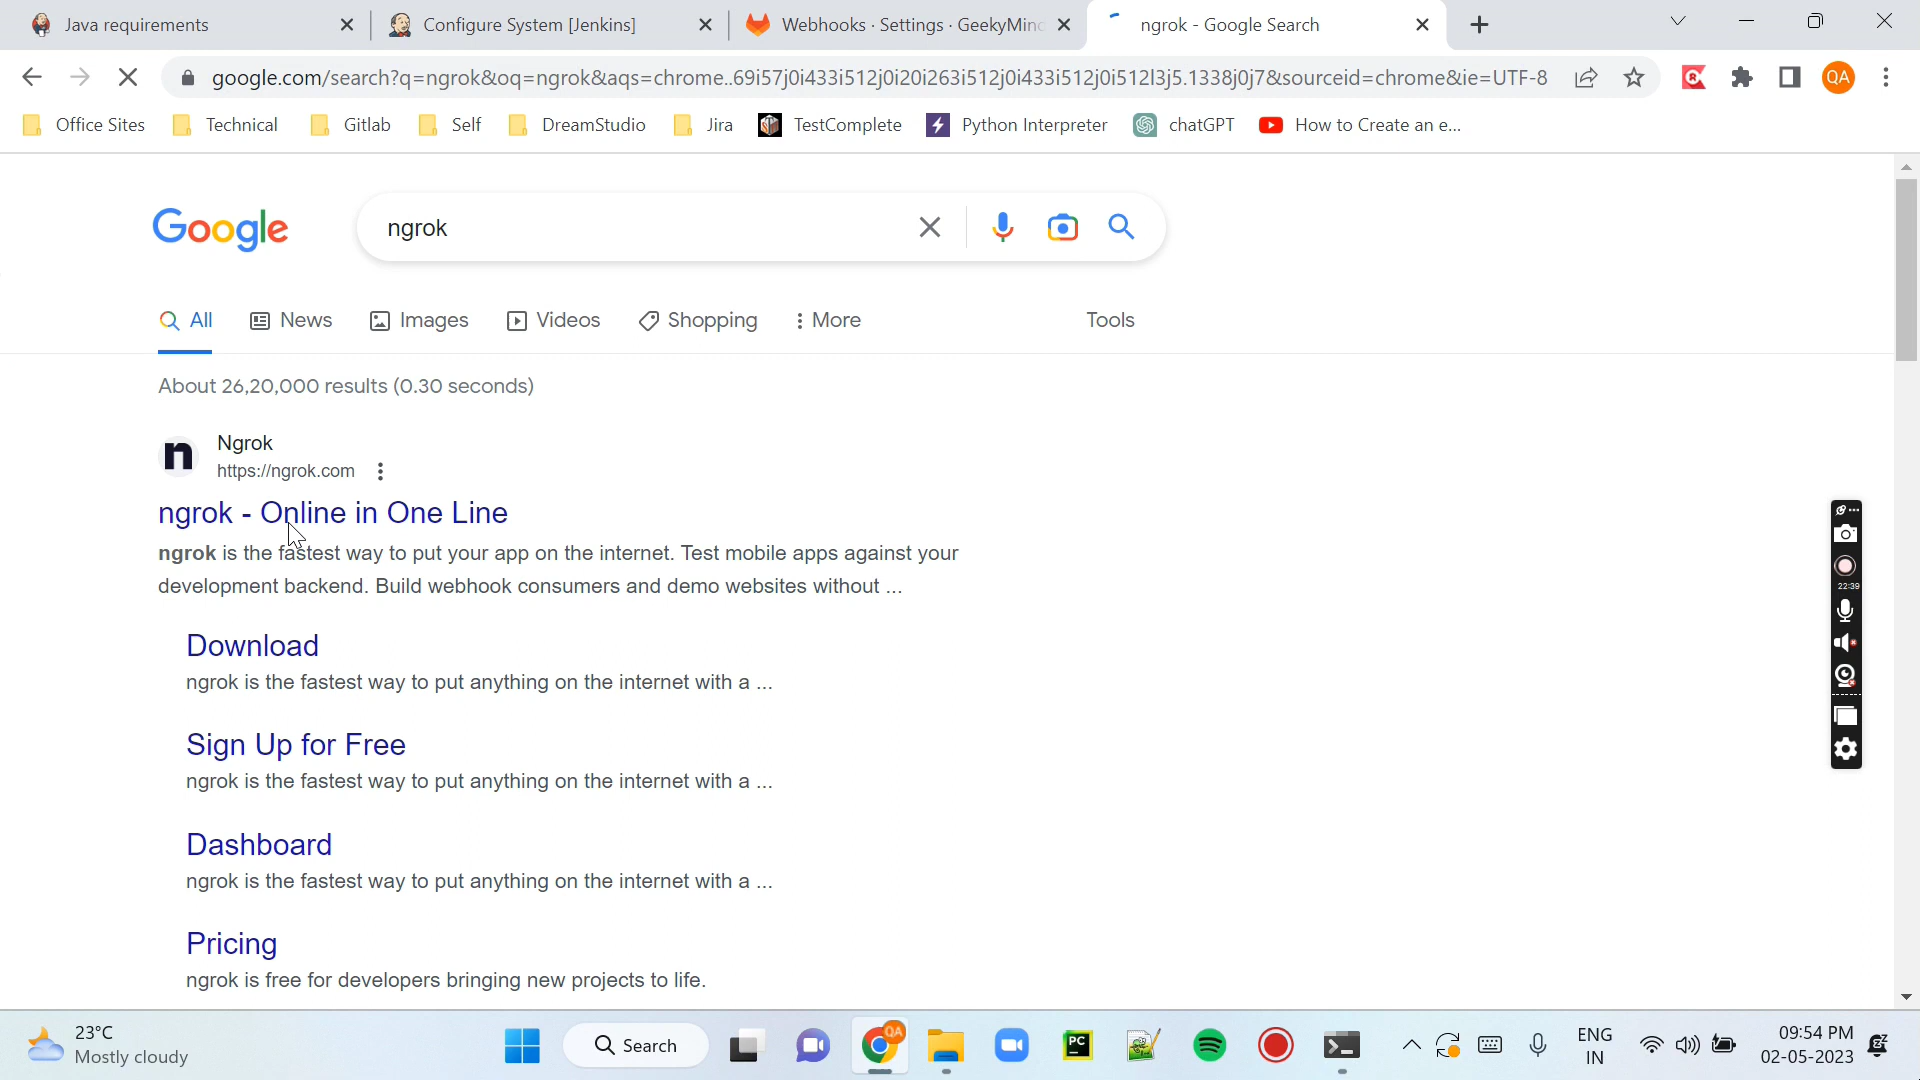 Java requirements
Configure System [Jenkins]
Webhooks · Settings · GeekyMinc
ngrok - Google Search
google.com/search?q=ngrok&oq=ngrok&aqs=chrome..69i57j0i433i512j0i20i263i512j0i433i512j0i512l3j5.1338j0j7&sourceid=chrome&ie=UTF-8
QA
Office Sites
Technical
Gitlab
Self
DreamStudio
Jira
TestComplete
Python Interpreter
chatGPT
How to Create an e...
Google
ngrok
All
News
Images
Videos
Shopping
More
Tools
About 26,20,000 results (0.30 seconds)
n
Ngrok
https://ngrok.com
ngrok - Online in One Line
ngrok is the fastest way to put your app on the internet. Test mobile apps against your
development backend. Build webhook consumers and demo websites without ...
Download
ngrok is the fastest way to put anything on the internet with a ...
Sign Up for Free
ngrok is the fastest way to put anything on the internet with a ...
Dashboard
ngrok is the fastest way to put anything on the internet with a ...
Pricing
ngrok is free for developers bringing new projects to life.
22:39
23°C
Mostly cloudy
Search
QA
PC
ENG
IN
09:54 PM
02-05-2023